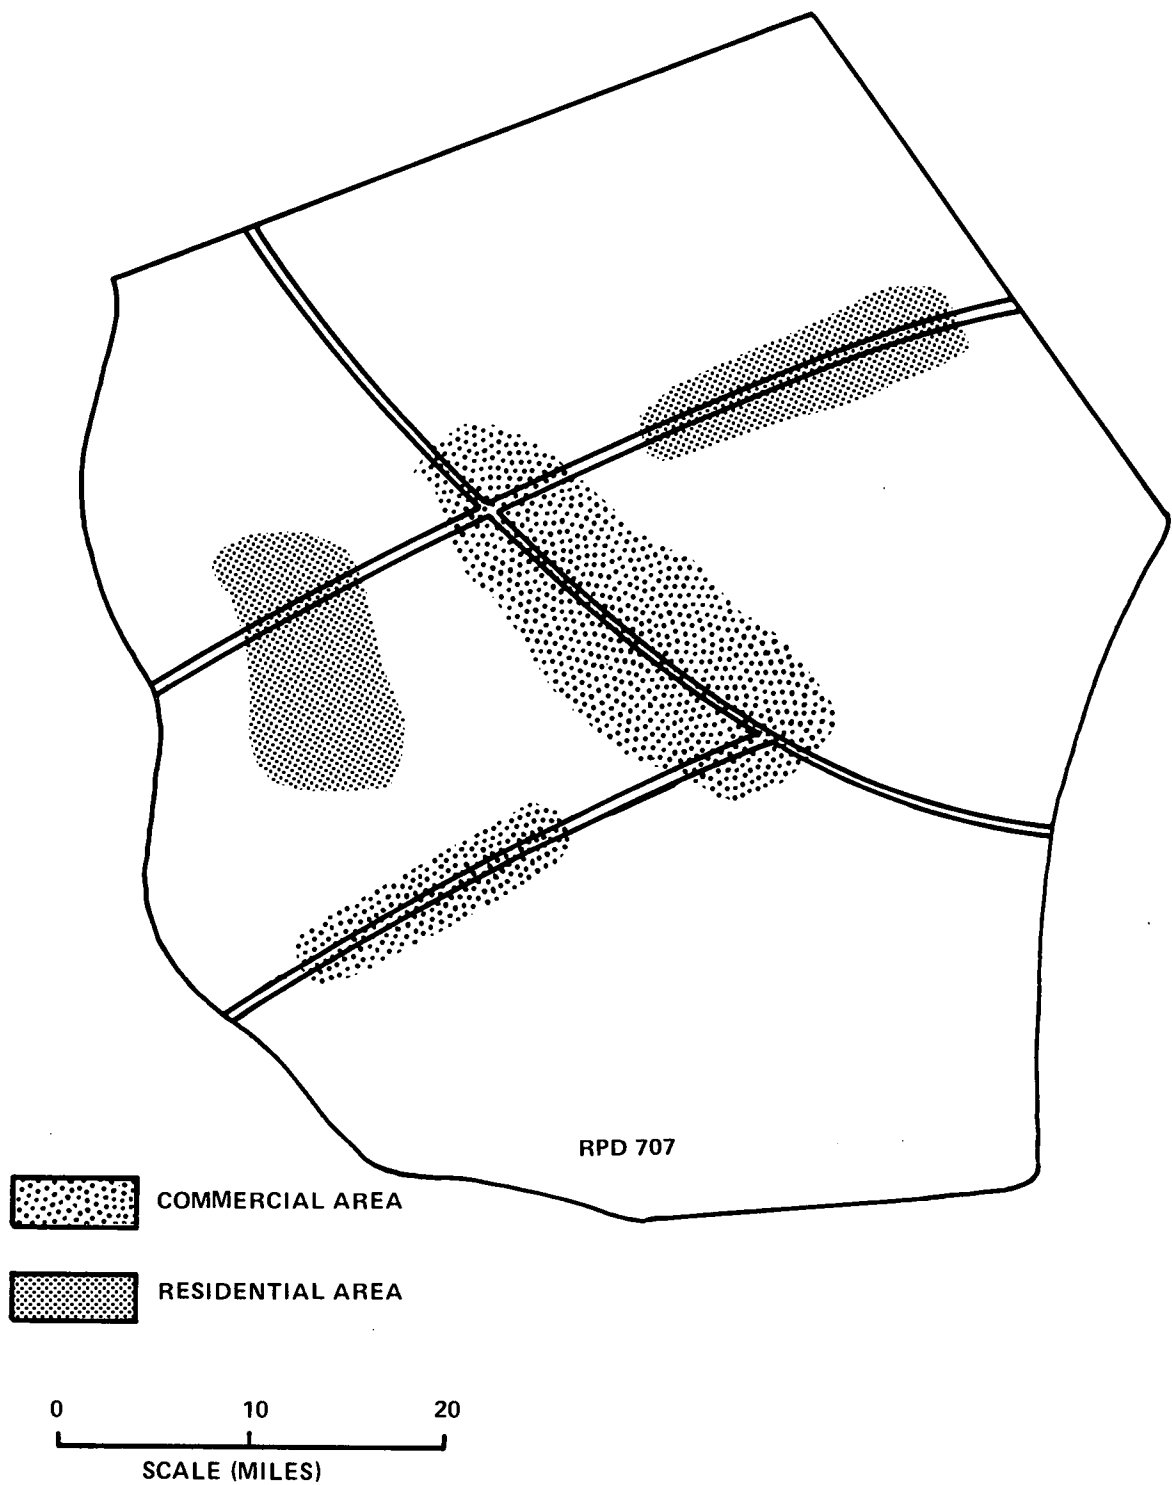 RPD 707
COMMERCIAL AREA
RESIDENTIAL AREA
0 10 20
SCALE (MILES)